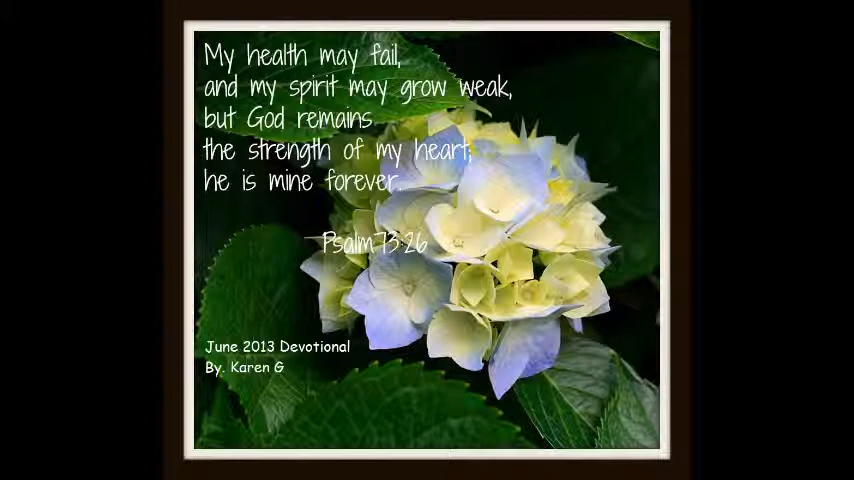 My health may fail,
and my spirit may grow weak,
but God remains
the strength of my heart;
he is mine forever.
Psalm 73:26
June 2013 Devotional
By. Karen G